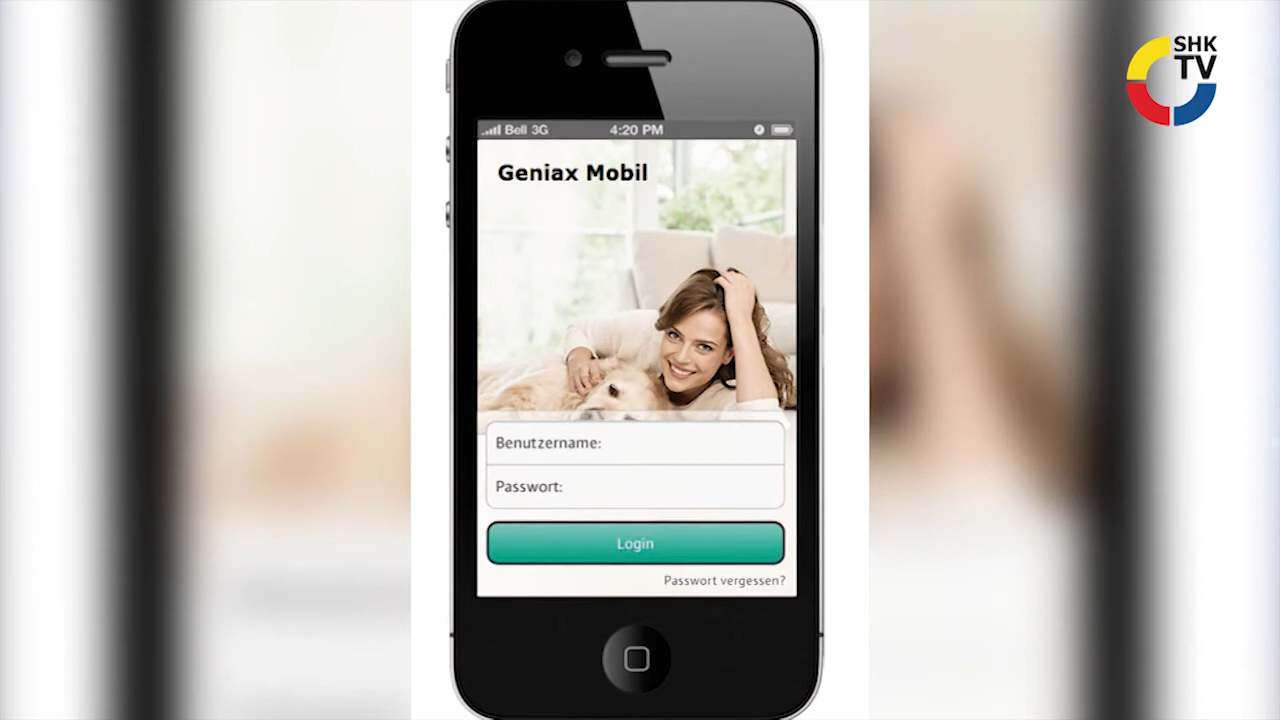 SHK
TV
Bell 3G
4:20 PM
Geniax Mobil
Benutzername:
Passwort:
Login
Passwort vergessen?